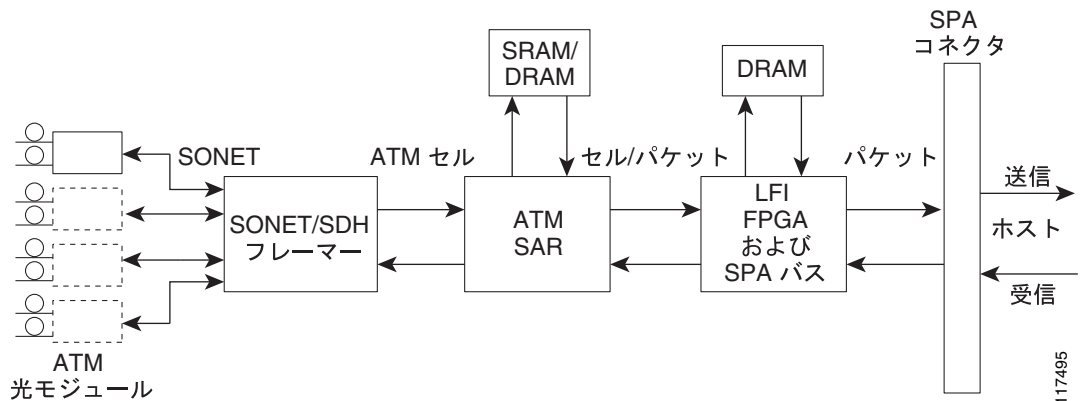 SPA
コネクタ
SRAM/
DRAM
DRAM
SONET
ATM セル
セル/パケット
パケット
SONET/SDH
フレーマー
ATM
SAR
LFI
FPGA
および
SPA バス
送信
ホスト
受信
ATM
光モジュール
117495